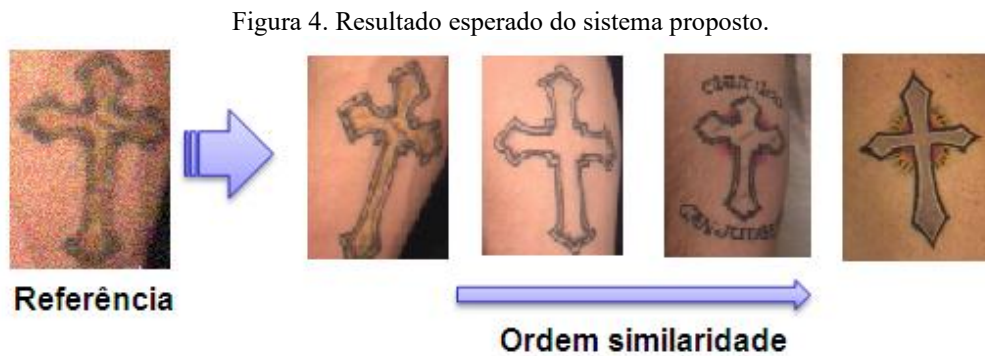 Figura 4. Resultado esperado do sistema proposto.
Referência
Ordem similaridade